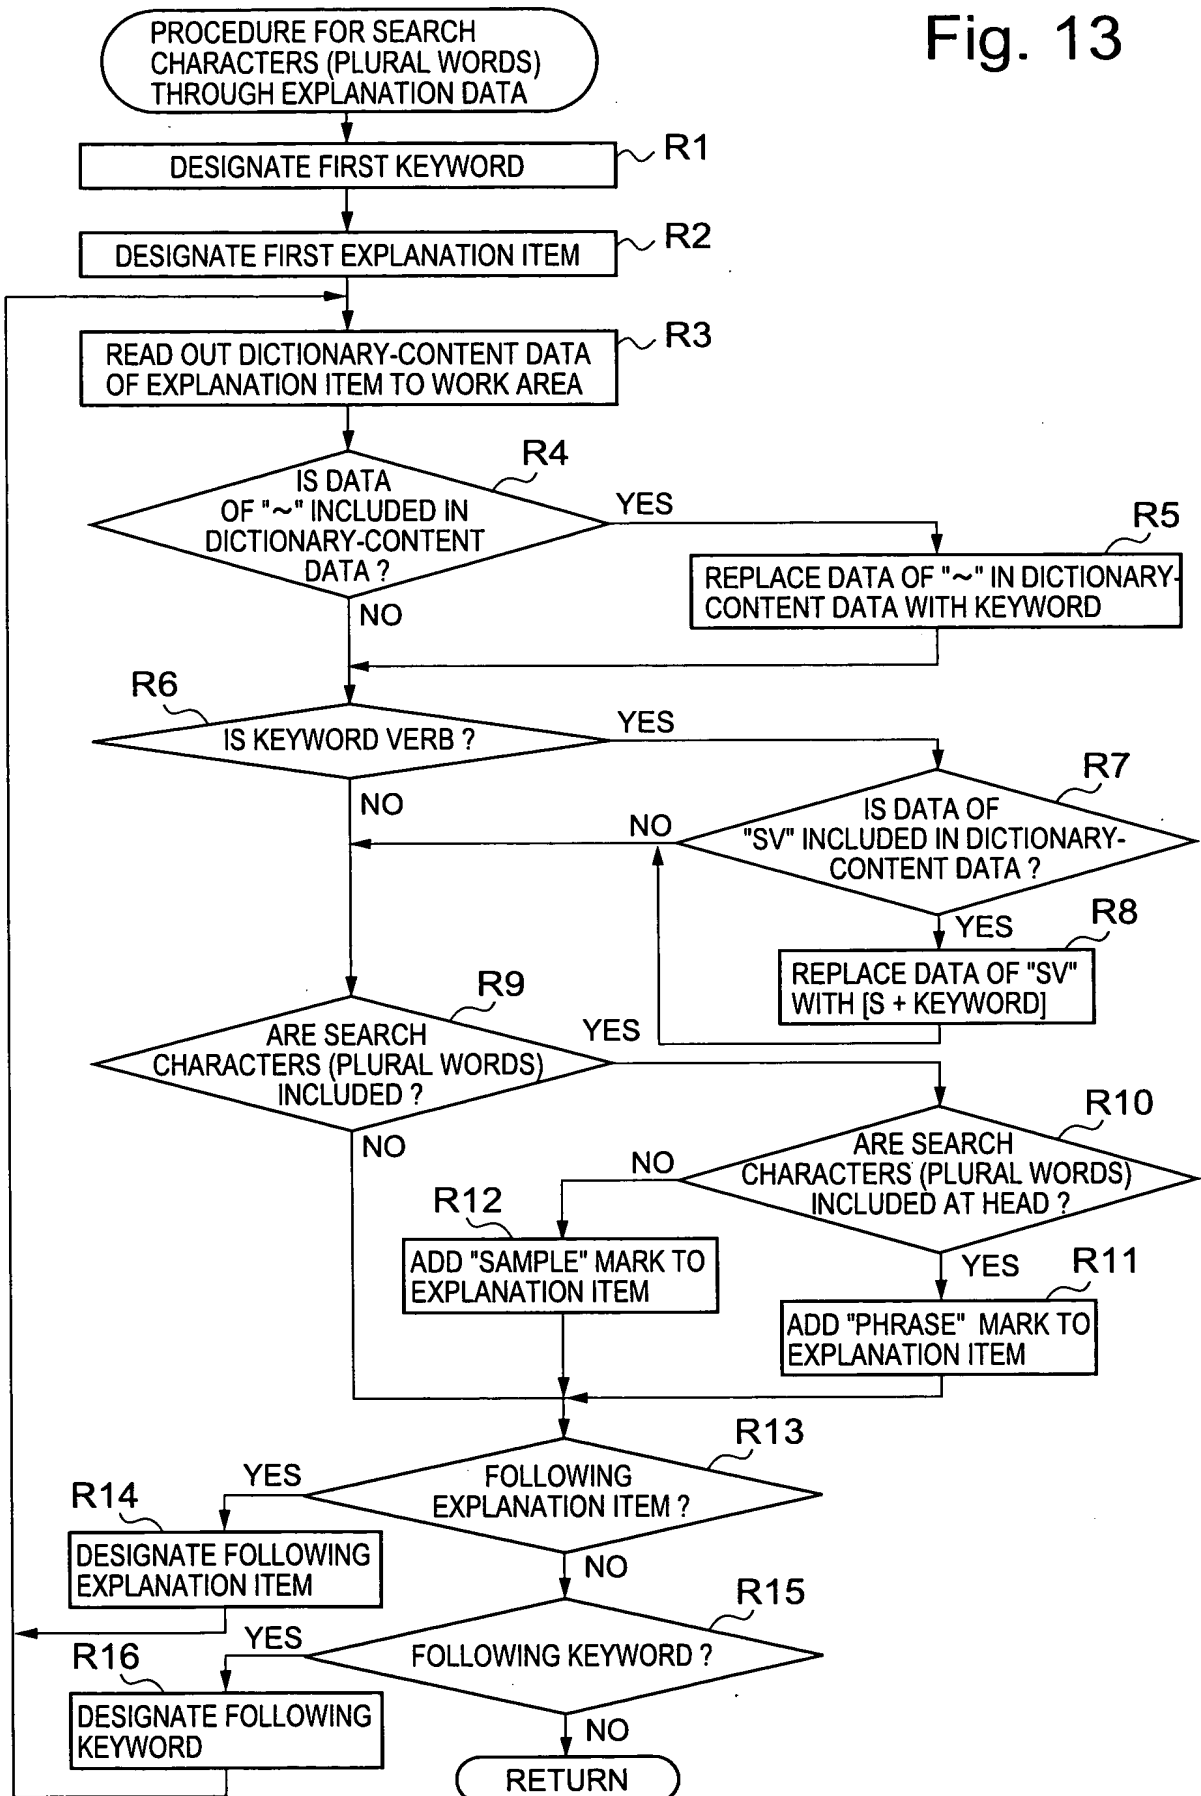 Fig. 13
PROCEDURE FOR SEARCH
CHARACTERS (PLURAL WORDS)
THROUGH EXPLANATION DATA
R1
DESIGNATE FIRST KEYWORD
R2
DESIGNATE FIRST EXPLANATION ITEM
R3
READ OUT DICTIONARY-CONTENT DATA
OF EXPLANATION ITEM TO WORK AREA
R4
IS DATA
OF "~" INCLUDED IN
DICTIONARY-CONTENT
DATA ?
YES
NO
R5
REPLACE DATA OF "~" IN DICTIONARY-
CONTENT DATA WITH KEYWORD
R6
IS KEYWORD VERB ?
YES
NO
R7
IS DATA OF
"SV" INCLUDED IN DICTIONARY-
CONTENT DATA ?
NO
YES
R8
REPLACE DATA OF "SV"
WITH [S + KEYWORD]
R9
ARE SEARCH
CHARACTERS (PLURAL WORDS)
INCLUDED ?
YES
NO
R10
ARE SEARCH
CHARACTERS (PLURAL WORDS)
INCLUDED AT HEAD ?
NO
YES
R12
ADD "SAMPLE" MARK TO
EXPLANATION ITEM
R11
ADD "PHRASE" MARK TO
EXPLANATION ITEM
R13
FOLLOWING
EXPLANATION ITEM ?
YES
NO
R14
DESIGNATE FOLLOWING
EXPLANATION ITEM
R15
FOLLOWING KEYWORD ?
YES
NO
R16
DESIGNATE FOLLOWING
KEYWORD
RETURN